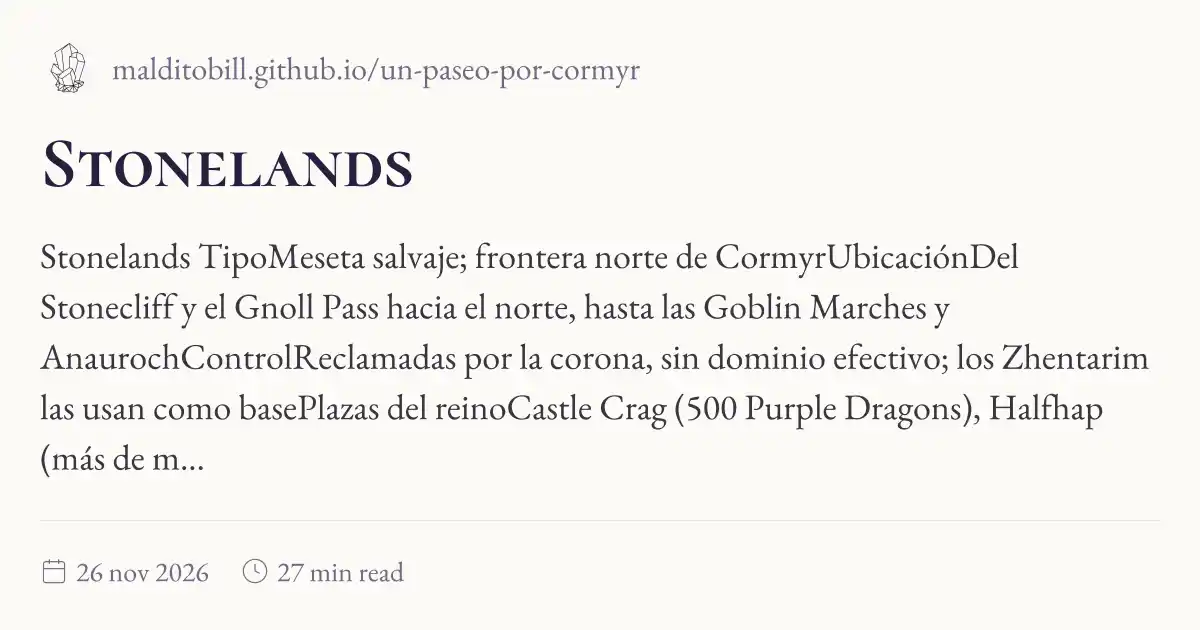 malditobill.github.io/un-paseo-por-cormyr
Stonelands
Stonelands TipoMeseta salvaje; frontera norte de CormyrUbicaciónDel
Stonecliff y el Gnoll Pass hacia el norte, hasta las Goblin Marches y
AnaurochControlReclamadas por la corona, sin dominio efectivo; los Zhentarim
las usan como basePlazas del reinoCastle Crag (500 Purple Dragons), Halfhap
(más de m...
26 nov 2026 27 min read